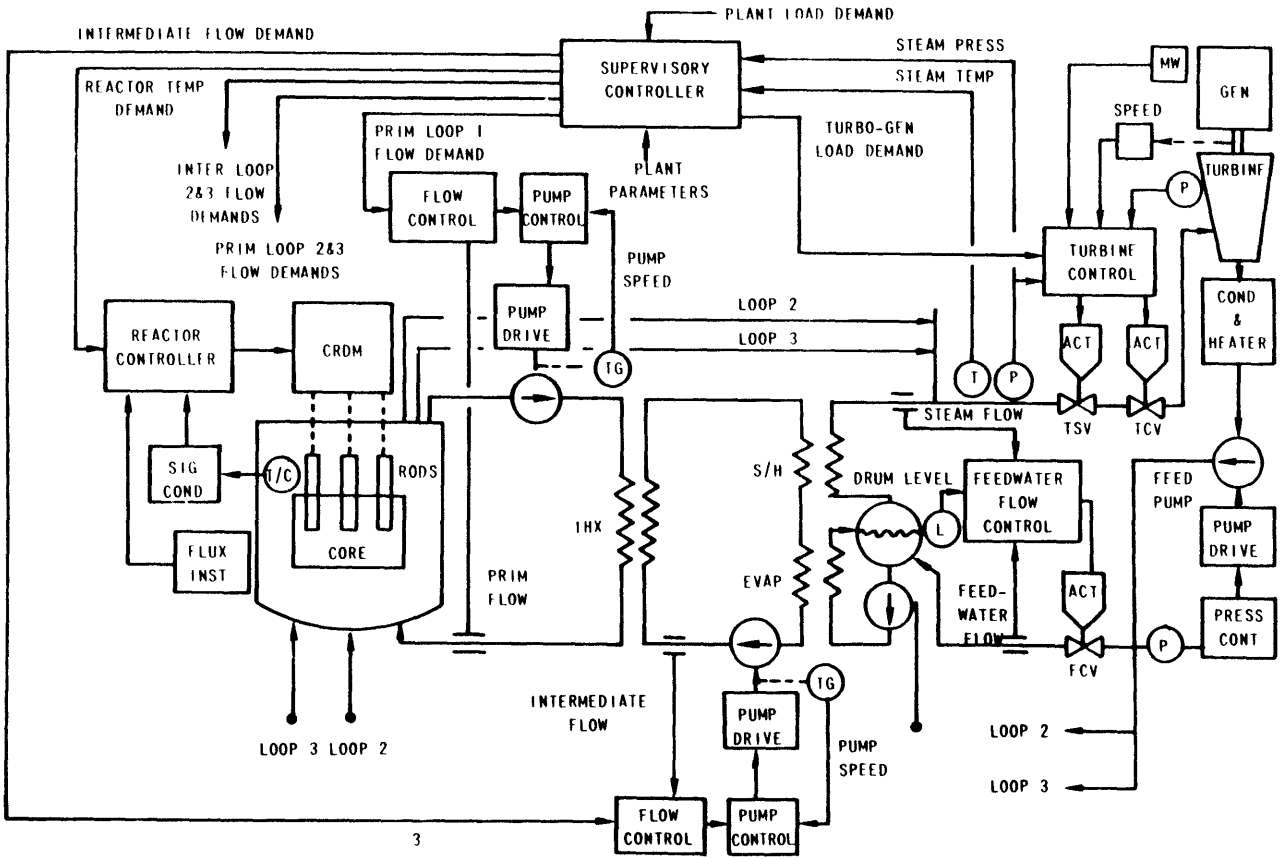 PLANT LOAD DEMAND
INTERMEDIATE FLOW DEMAND
STEAM PRESS
SUPERVISORY
CONTROLLER
STEAM TEMP
MW
GEN
REACTOR TEMP
DEMAND
SPEED
PRIM LOOP 1
FLOW DEMAND
TURBO-GEN
LOAD DEMAND
PLANT
PARAMETERS
TURBINE
P
INTER LOOP
2&3 FLOW
DEMANDS
FLOW
CONTROL
PUMP
CONTROL
PRIM LOOP 2&3
FLOW DEMANDS
PUMP
SPEED
TURBINE
CONTROL
COND
&
HEATER
REACTOR
CONTROLLER
CRDM
PUMP
DRIVE
LOOP 2
LOOP 3
ACT
ACT
TG
T
P
STEAM FLOW
TSV
TCV
SIG
COND
T/C
RODS
S/H
DRUM LEVEL
FEEDWATER
FLOW
CONTROL
FEED
PUMP
L
IHX
CORE
FLUX
INST
PRIM
FLOW
EVAP
FEED-
WATER
FLOW
ACT
PUMP
DRIVE
PRESS
CONT
P
FCV
TG
INTERMEDIATE
FLOW
PUMP
DRIVE
LOOP 3 LOOP 2
PUMP
SPEED
LOOP 2
LOOP 3
FLOW
CONTROL
PUMP
CONTROL
3